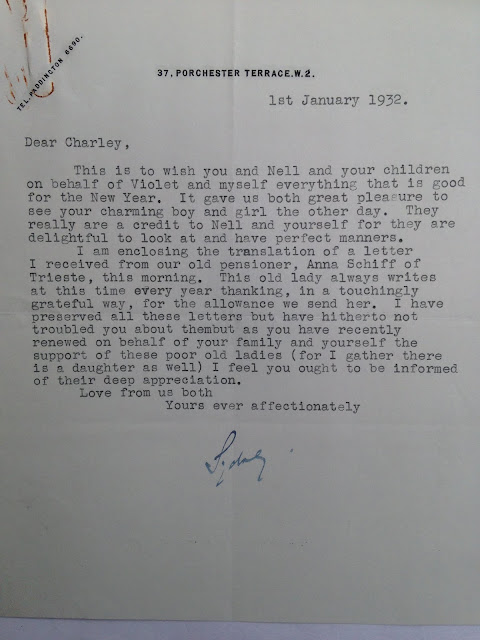 TEL. PADDINGTON 6690.
37, PORCHESTER TERRACE. W. 2.
1st January 1932.
Dear Charley,
This is to wish you and Nell and your children
on behalf of Violet and myself everything that is good
for the New Year. It gave us both great pleasure to
see your charming boy and girl the other day. They
really are a credit to Nell and yourself for they are
delightful to look at and have perfect manners.
I am enclosing the translation of a letter
I received from our old pensioner, Anna Schiff of
Trieste, this morning. This old lady always writes
at this time every year thanking, in a touchingly
grateful way, for the allowance we send her. I have
preserved all these letters but have hitherto not
troubled you about thembut as you have recently
renewed on behalf of your family and yourself the
support of these poor old ladies (for I gather there
is a daughter as well) I feel you ought to be informed
of their deep appreciation.
Love from us both
Yours ever affectionately
Sydney